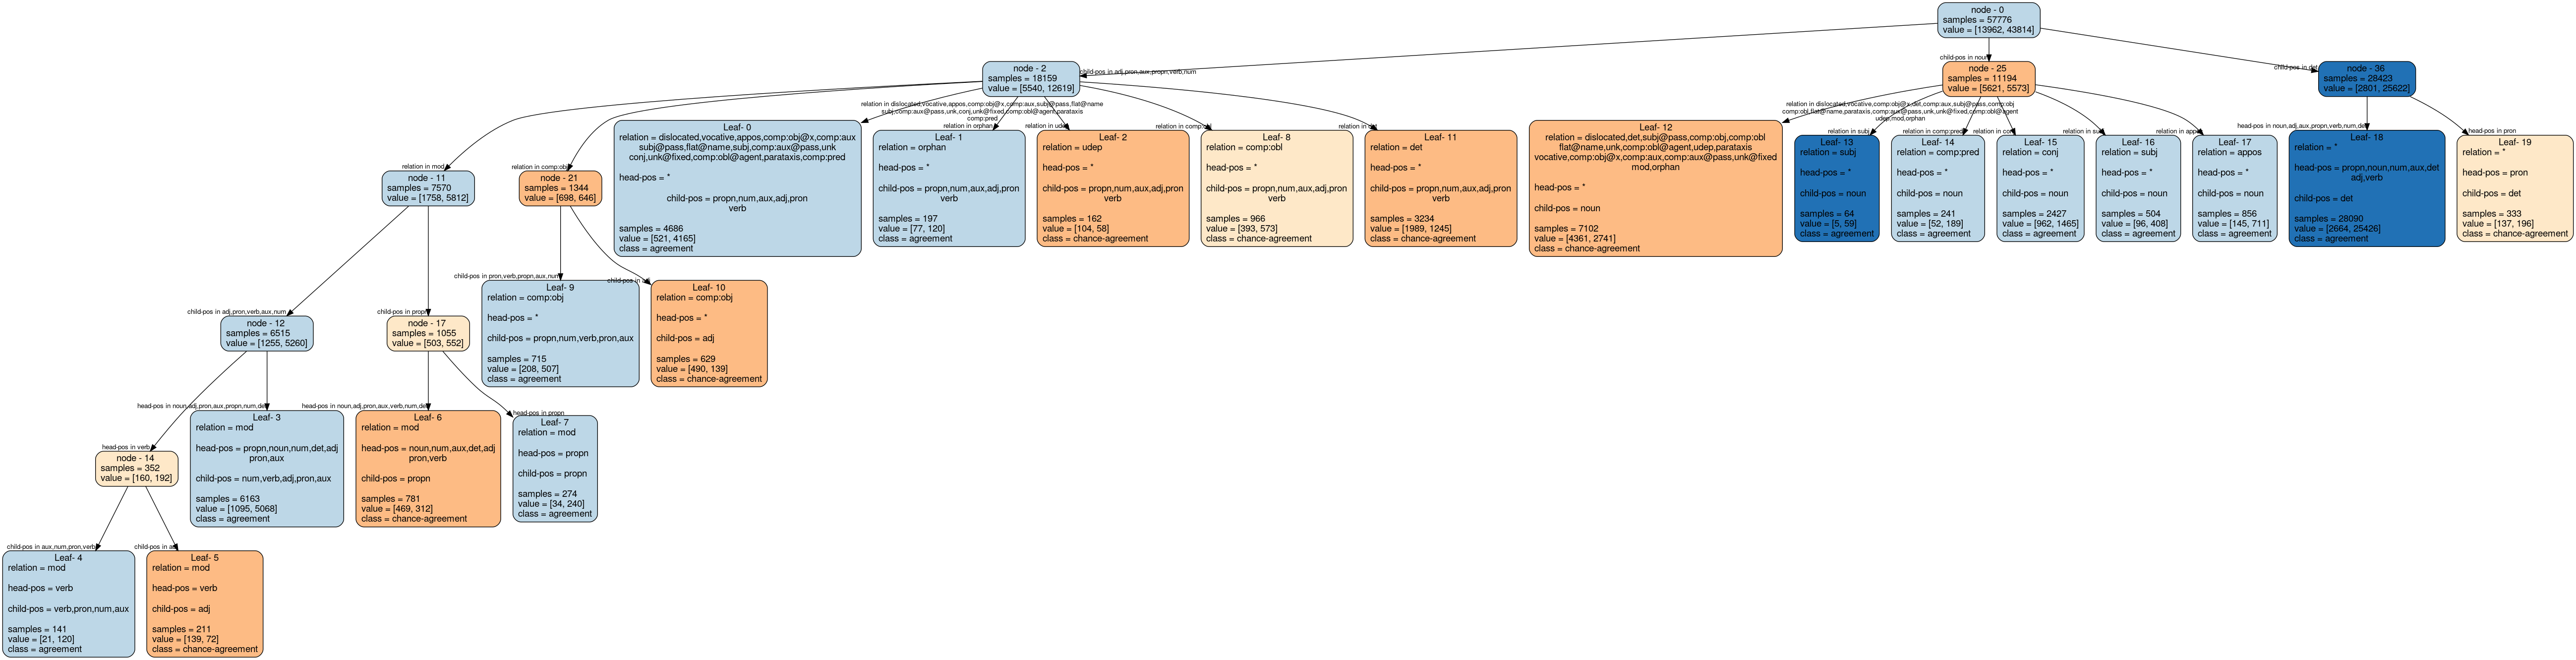 node - 0
samples = 57776
value = [13962, 43814]
child-pos in adj,pron,aux,propn,verb,num
node - 2
samples = 18159
value = [5540, 12619]
child-pos in noun
node - 25
samples = 11194
value = [5621, 5573]
child-pos in det
node - 36
samples = 28423
value = [2801, 25622]
relation in mod
node - 11
samples = 7570
value = [1758, 5812]
relation in comp:obj
node - 21
samples = 1344
value = [698, 646]
relation in dislocated,vocative,appos,comp:obj@x,comp:aux,subj@pass,flat@name
subj,comp:aux@pass,unk,conj,unk@fixed,comp:obl@agent,parataxis
comp:pred
Leaf- 0
relation = dislocated,vocative,appos,comp:obj@x,comp:aux
subj@pass,flat@name,subj,comp:aux@pass,unk
conj,unk@fixed,comp:obl@agent,parataxis,comp:pred
head-pos = *
child-pos = propn,num,aux,adj,pron
verb
samples = 4686
value = [521, 4165]
class = agreement
relation in orphan
Leaf- 1
relation = orphan
head-pos = *
child-pos = propn,num,aux,adj,pron
verb
samples = 197
value = [77, 120]
class = agreement
relation in udep
Leaf- 2
relation = udep
head-pos = *
child-pos = propn,num,aux,adj,pron
verb
samples = 162
value = [104, 58]
class = chance-agreement
relation in comp:obl
Leaf- 8
relation = comp:obl
head-pos = *
child-pos = propn,num,aux,adj,pron
verb
samples = 966
value = [393, 573]
class = chance-agreement
relation in det
Leaf- 11
relation = det
head-pos = *
child-pos = propn,num,aux,adj,pron
verb
samples = 3234
value = [1989, 1245]
class = chance-agreement
relation in dislocated,vocative,comp:obj@x,det,comp:aux,subj@pass,comp:obj
comp:obl,flat@name,parataxis,comp:aux@pass,unk,unk@fixed,comp:obl@agent
udep,mod,orphan
Leaf- 12
relation = dislocated,det,subj@pass,comp:obj,comp:obl
flat@name,unk,comp:obl@agent,udep,parataxis
vocative,comp:obj@x,comp:aux,comp:aux@pass,unk@fixed
mod,orphan
head-pos = *
child-pos = noun
samples = 7102
value = [4361, 2741]
class = chance-agreement
relation in subj
Leaf- 13
relation = subj
head-pos = *
child-pos = noun
samples = 64
value = [5, 59]
class = agreement
relation in comp:pred
Leaf- 14
relation = comp:pred
head-pos = *
child-pos = noun
samples = 241
value = [52, 189]
class = agreement
Leaf- 15
relation = conj
head-pos = *
child-pos = noun
samples = 2427
value = [962, 1465]
class = agreement
Leaf- 16
relation = subj
head-pos = *
child-pos = noun
samples = 504
value = [96, 408]
class = agreement
Leaf- 17
relation = appos
head-pos = *
child-pos = noun
samples = 856
value = [145, 711]
class = agreement
head-pos in noun,adj,aux,propn,verb,num,det
Leaf- 18
relation = *
head-pos = propn,noun,num,aux,det
adj,verb
child-pos = det
samples = 28090
value = [2664, 25426]
class = agreement
head-pos in pron
Leaf- 19
relation = *
head-pos = pron
child-pos = det
samples = 333
value = [137, 196]
class = chance-agreement
child-pos in adj,pron,verb,aux,num
node - 12
samples = 6515
value = [1255, 5260]
child-pos in propn
node - 17
samples = 1055
value = [503, 552]
child-pos in pron,verb,propn,aux,num
Leaf- 9
relation = comp:obj
head-pos = *
child-pos = propn,num,verb,pron,aux
samples = 715
value = [208, 507]
class = agreement
Leaf- 10
relation = comp:obj
head-pos = *
child-pos = adj
samples = 629
value = [490, 139]
class = chance-agreement
head-pos in verb
node - 14
samples = 352
value = [160, 192]
head-pos in noun,adj,pron,aux,propn,num,det
Leaf- 3
relation = mod
head-pos = propn,noun,num,det,adj
pron,aux
child-pos = num,verb,adj,pron,aux
samples = 6163
value = [1095, 5068]
class = agreement
head-pos in noun,adj,pron,aux,verb,num,det
Leaf- 6
relation = mod
head-pos = noun,num,aux,det,adj
pron,verb
child-pos = propn
samples = 781
value = [469, 312]
class = chance-agreement
head-pos in propn
Leaf- 7
relation = mod
head-pos = propn
child-pos = propn
samples = 274
value = [34, 240]
class = agreement
child-pos in aux,num,pron,verb
Leaf- 4
relation = mod
head-pos = verb
child-pos = verb,pron,num,aux
samples = 141
value = [21, 120]
class = agreement
Leaf- 5
relation = mod
head-pos = verb
child-pos = adj
samples = 211
value = [139, 72]
class = chance-agreement